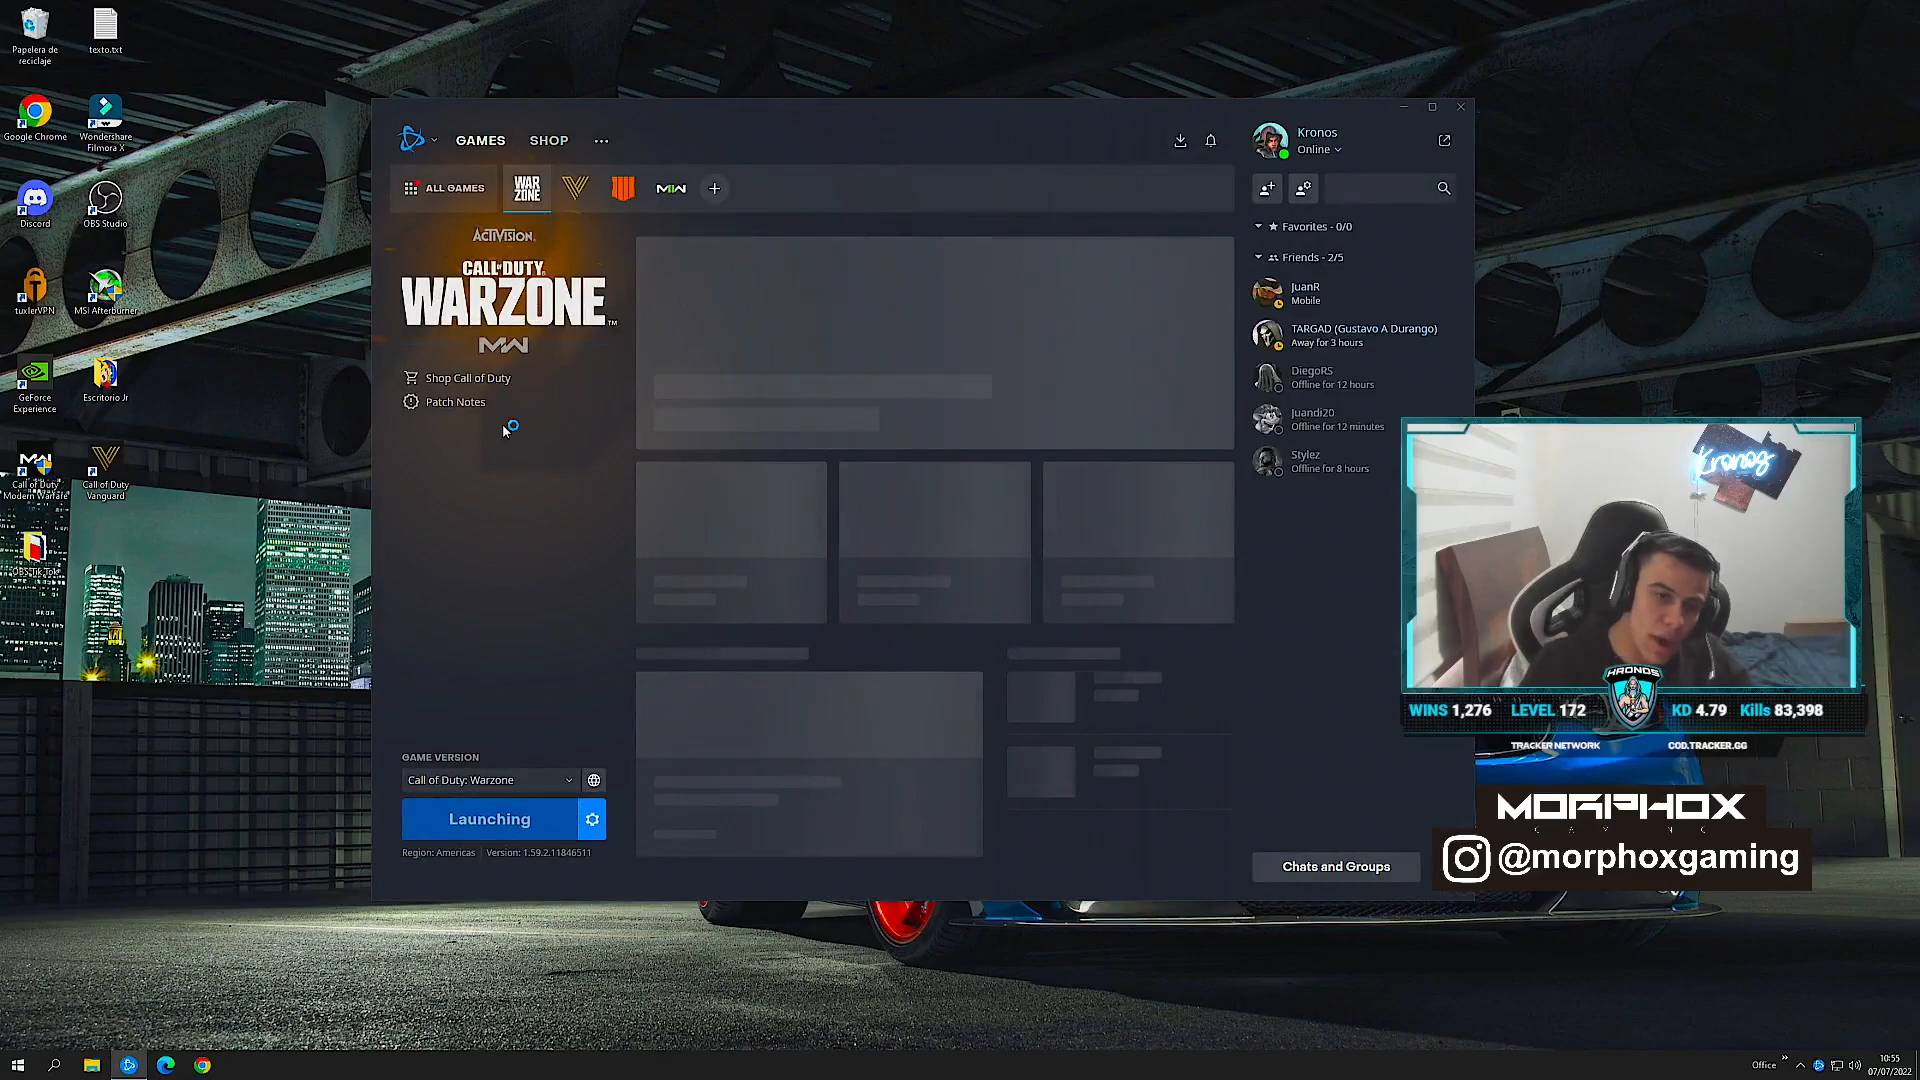 Papelera de
reciclaje
texto.txt
Google Chrome
Wondershare
Filmora X
Discord
OBS Studio
tuxlerVPN
MSI Afterburner
GeForce
Experience
Escritorio Jr
Call of Duty
Modern Warfare
Call of Duty
Vanguard
OBS Tik Tok
GAMES
SHOP
...
ALL GAMES
WAR
ZONE
MW
ACTIVISION
CALL OF DUTY
WARZONE™
MW
Shop Call of Duty
Patch Notes
GAME VERSION
Call of Duty: Warzone
Launching
Region: Americas
Version: 1.59.2.11846511
Kronos
Online
Favorites - 0/0
Friends - 2/5
JuanR
Mobile
TARGAD (Gustavo A Durango)
Away for 3 hours
DiegoRS
Offline for 12 hours
Juandi20
Offline for 12 minutes
Stylez
Offline for 8 hours
Chats and Groups
Kronos
KRONOS
WINS 1,276 LEVEL 172 KD 4.79 Kills 83,398
TRACKER NETWORK COD.TRACKER.GG
MORPHOX
@morphoxgaming
Office
10:55
07/07/2022